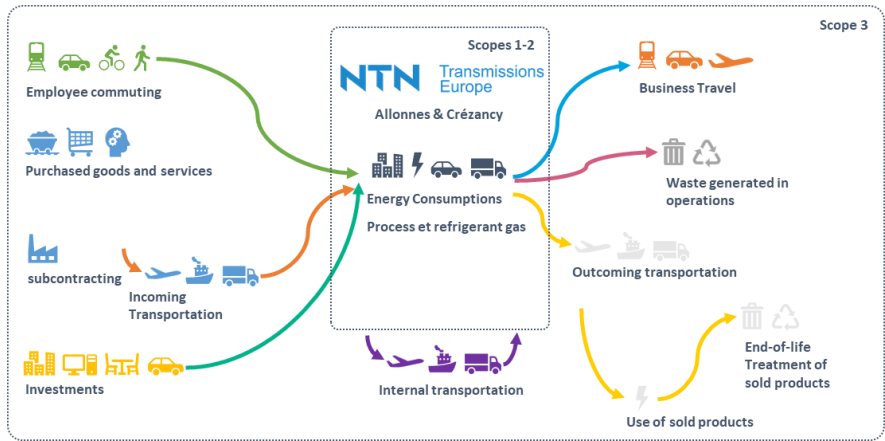 Scope 3
Scopes 1-2
NTN Transmissions
Europe
Allonnes & Crézancy
Employee commuting
Business Travel
Purchased goods and services
Energy Consumptions
Process et refrigerant gas
Waste generated in
operations
subcontracting
Incoming
Transportation
Outcoming transportation
Investments
Internal transportation
End-of-life
Treatment of
sold products
Use of sold products